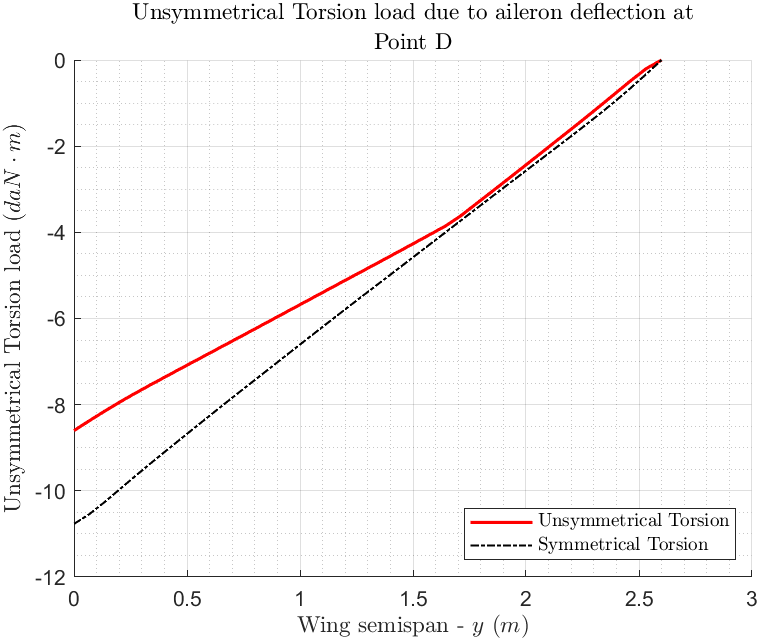 Unsymmetrical Torsion load due to aileron deflection at
Point D
Unsymmetrical Torsion load (daN · m)
0
-2
-4
-6
-8
-10
-12
0 0.5 1 1.5 2 2.5 3
Wing semispan - y (m)
Unsymmetrical Torsion
Symmetrical Torsion